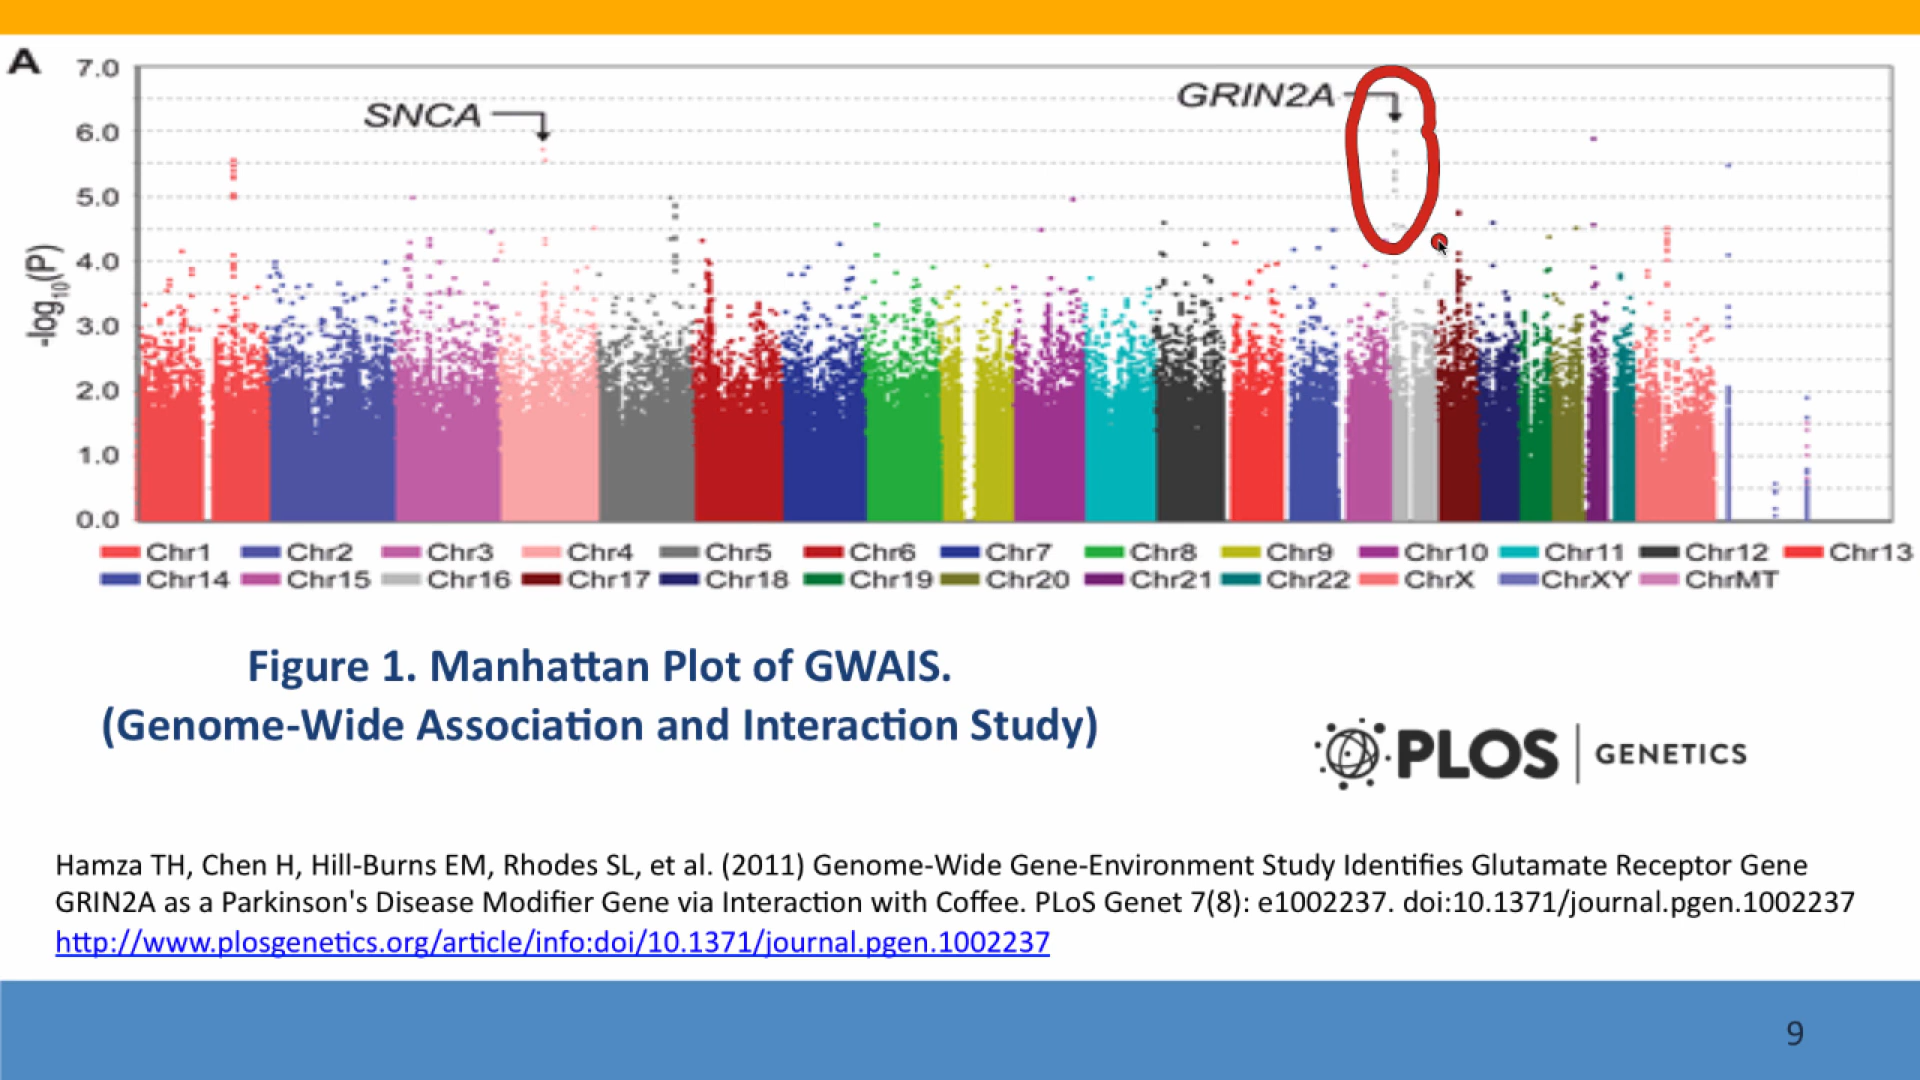 A
7.0
SNCA
GRIN2A
6.0
5.0
4.0
-log10(P)
3.0
2.0
1.0
0.0
Chr1 Chr2 Chr3 Chr4 Chr5 Chr6 Chr7 Chr8 Chr9 Chr10 Chr11 Chr12 Chr13
Chr14 Chr15 Chr16 Chr17 Chr18 Chr19 Chr20 Chr21 Chr22 ChrX ChrXY ChrMT
Figure 1. Manhattan Plot of GWAIS.
(Genome-Wide Association and Interaction Study)
PLOS GENETICS
Hamza TH, Chen H, Hill-Burns EM, Rhodes SL, et al. (2011) Genome-Wide Gene-Environment Study Identifies Glutamate Receptor Gene
GRIN2A as a Parkinson's Disease Modifier Gene via Interaction with Coffee. PLoS Genet 7(8): e1002237. doi:10.1371/journal.pgen.1002237
http://www.plosgenetics.org/article/info:doi/10.1371/journal.pgen.1002237
9